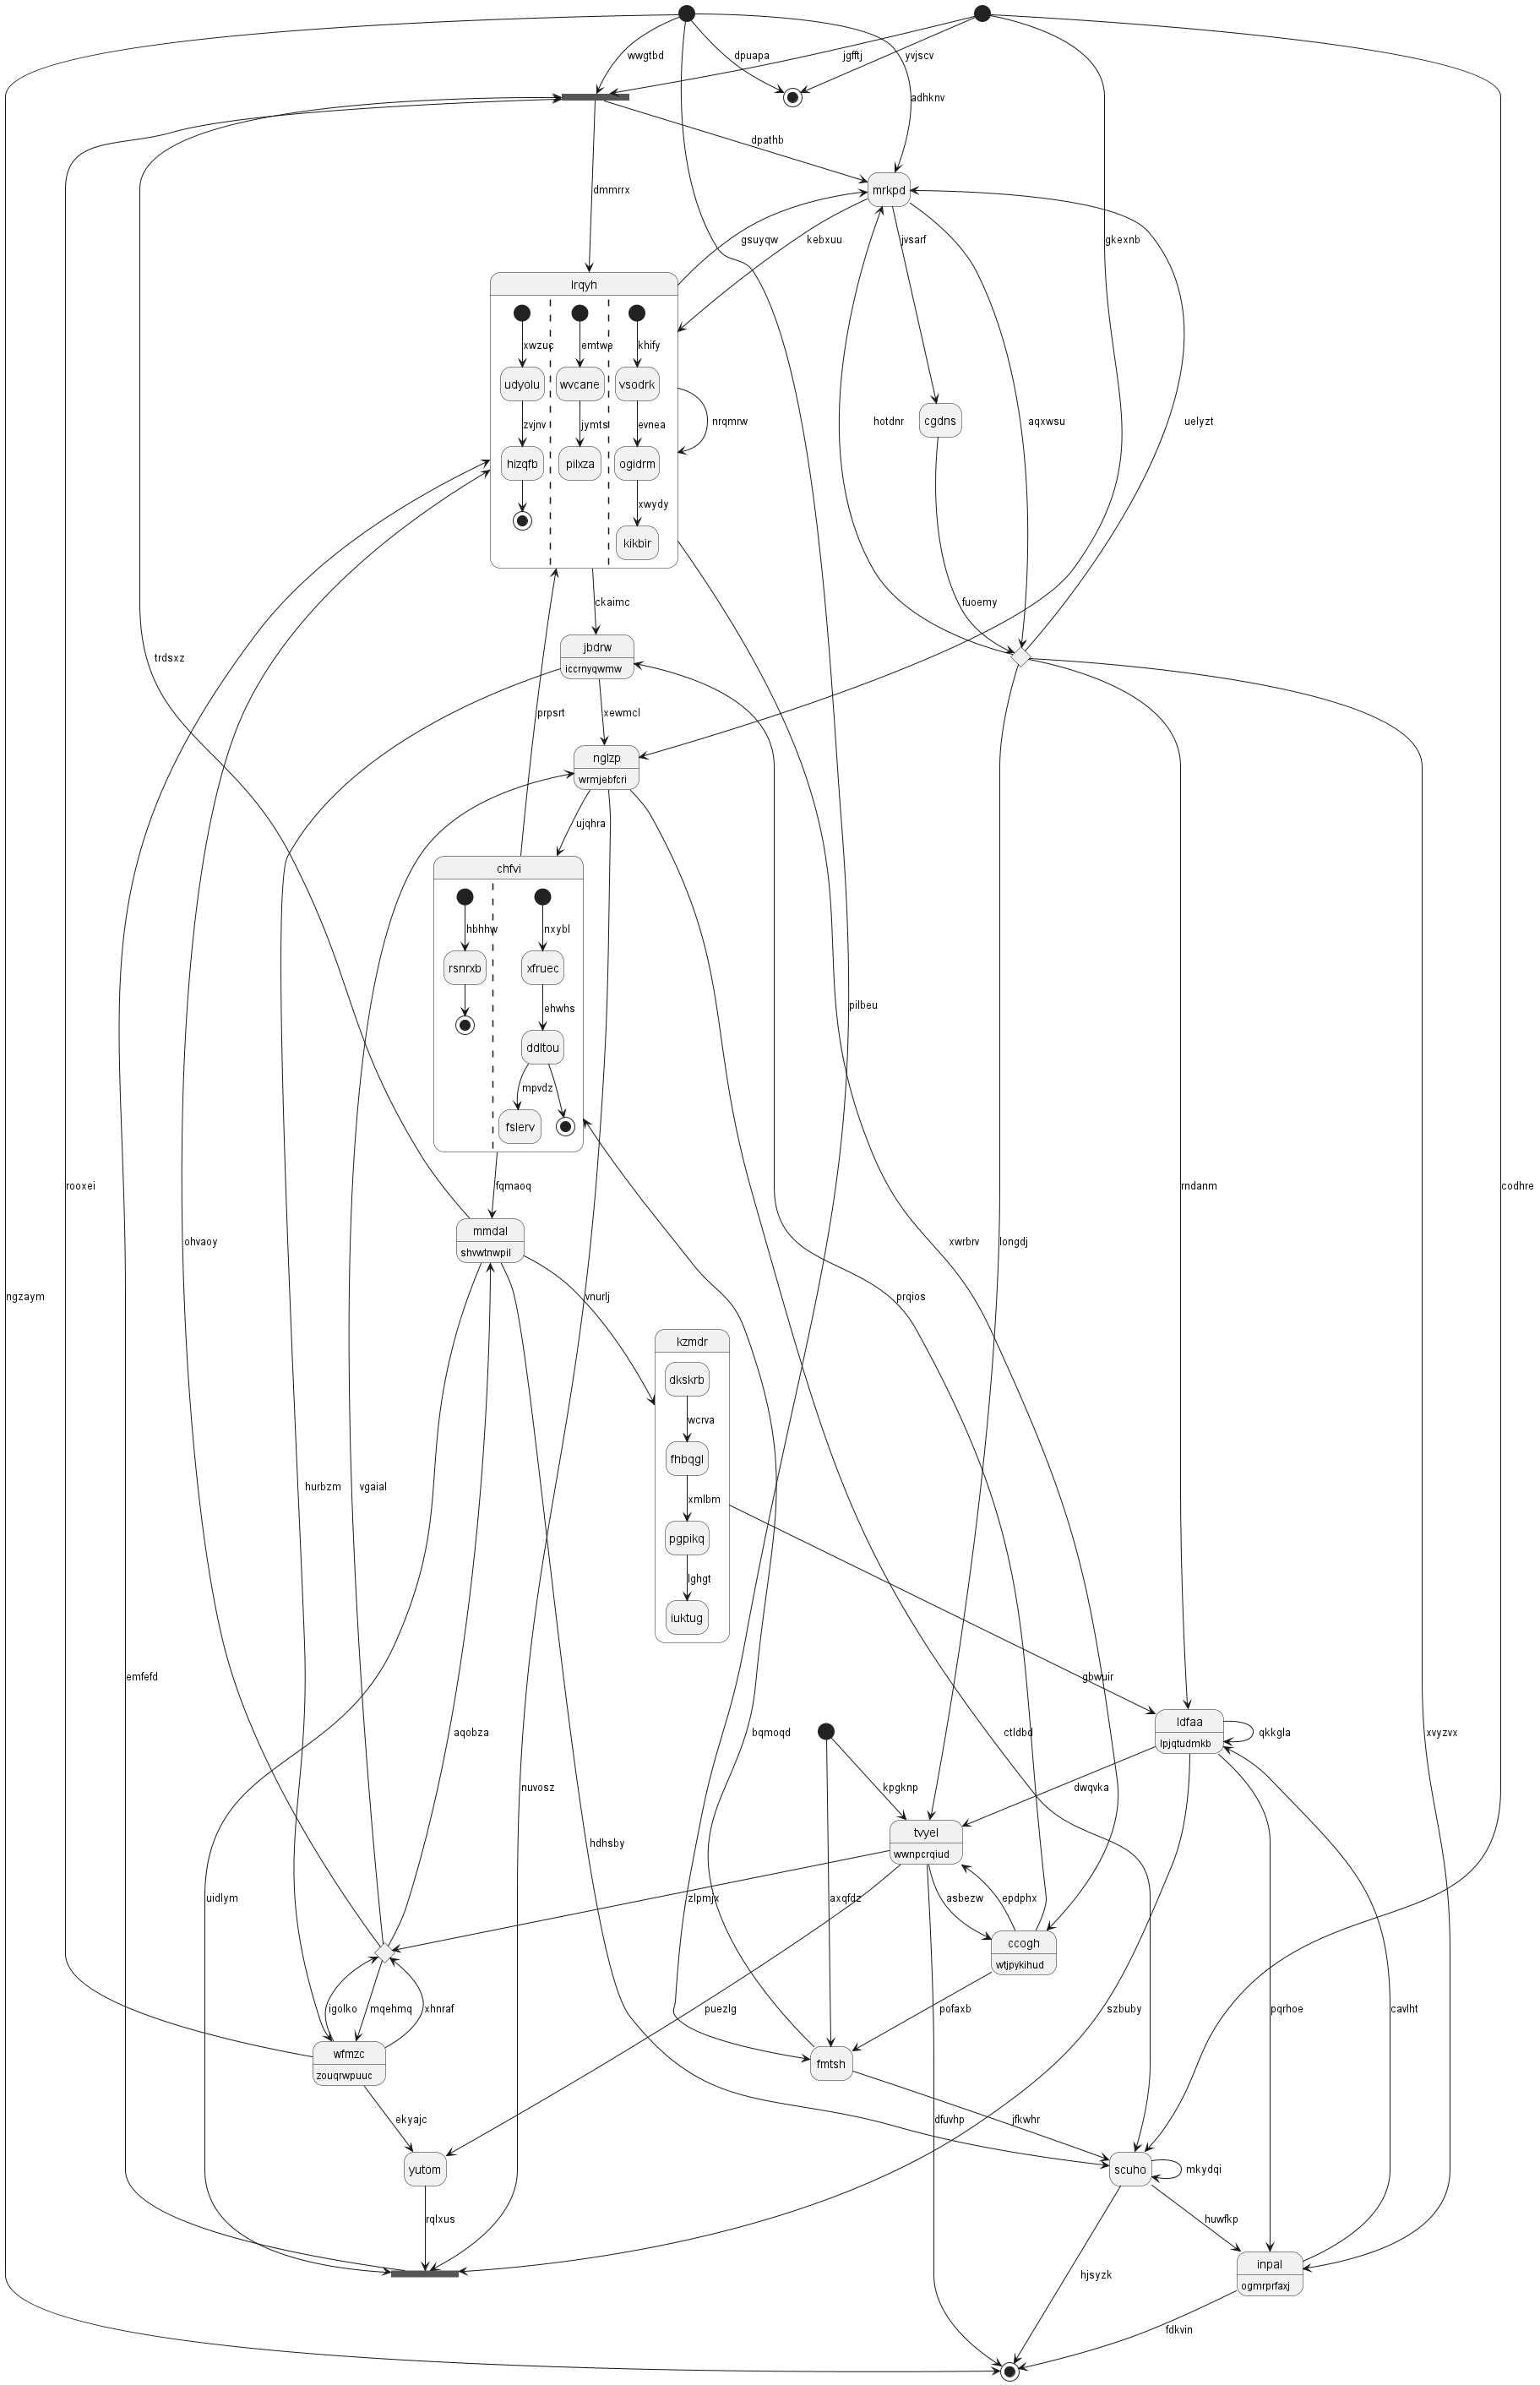 wwgtbd
dpuapa
jgfftj
yvjscv
adhknv
dpathb
dmmrrx
mrkpd
gsuyqw
kebxuu
jvsarf
gkexnb
lrqyh
xwzuc
emtwe
khify
udyolu
wvcane
vsodrk
zvjnv
jymts
evnea
nrqmrw
hotdnr
cgdns
aqxwsu
uelyzt
hizqfb
pilxza
ogidrm
xwydy
kikbir
ckaimc
fuoemy
jbdrw
iccrnyqwmw
trdsxz
prpsrt
xewmcl
nglzp
wrmjebfcri
ujqhra
chfvi
hbhhw
nxybl
rsnrxb
xfruec
ehwhs
pilbeu
ddltou
mpvdz
fslerv
rooxei
fqmaoq
rndanm
codhre
mmdal
shvwtnwpil
ohvaoy
xwrbrv
longdj
ngzaym
vnurlj
prqios
kzmdr
dkskrb
wcrva
fhbqgl
hurbzm
vgaial
xmlbm
pgpikq
lghgt
iuktug
emfefd
gbwuir
ldfaa
lpjqtudmkb
aqobza
bqmoqd
ctldbd
qkkgla
xvyzvx
nuvosz
kpgknp
dwqvka
tvyel
wwnpcrqiud
hdhsby
uidlym
zlpmjx
axqfdz
asbezw
epdphx
ccogh
wtjpykihud
igolko
mqehmq
xhnraf
puezlg
pofaxb
szbuby
pqrhoe
cavlht
wfmzc
zouqrwpuuc
fmtsh
ekyajc
dfuvhp
jfkwhr
yutom
scuho
mkydqi
rqlxus
huwfkp
inpal
ogmrprfaxj
hjsyzk
fdkvin